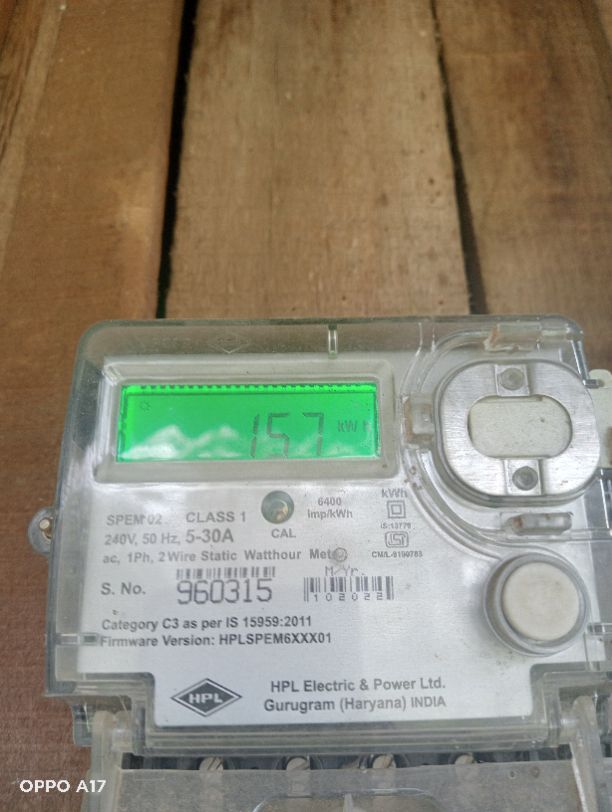 157 kWh
SPEM 02 CLASS 1
240V, 50 Hz, 5-30A
ac, 1Ph, 2 Wire Static Watthour Meter
CAL
6400
Imp/kWh
kWh
IS:13779
CM/L-8190785
S. No. 960315
M/Yr.
102022
Category C3 as per IS 15959:2011
Firmware Version: HPLSPEM6XXX01
HPL
HPL Electric & Power Ltd.
Gurugram (Haryana) INDIA
OPPO A17